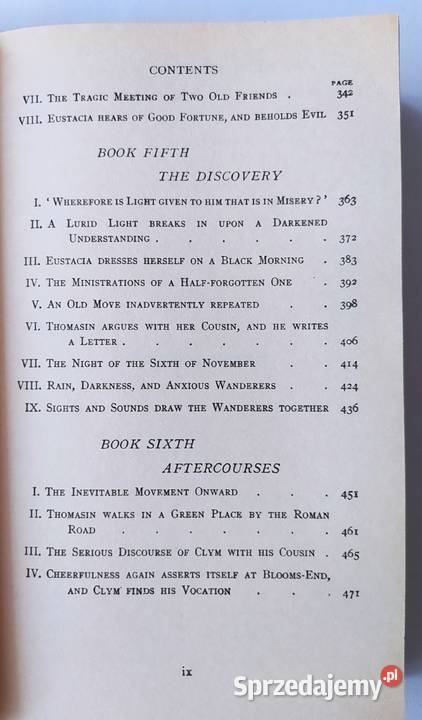 CONTENTS
PAGE
VII. The Tragic Meeting of Two Old Friends . 342
VIII. Eustacia hears of Good Fortune, and beholds Evil 351
BOOK FIFTH
THE DISCOVERY
I. ‘Wherefore is Light given to him that is in Misery?’ 363
II. A Lurid Light breaks in upon a Darkened
Understanding . . . . . . 372
III. Eustacia dresses herself on a Black Morning . 383
IV. The Ministrations of a Half-forgotten One . 392
V. An Old Move inadvertently repeated . . 398
VI. Thomasin argues with her Cousin, and he writes
a Letter . . . . . . . 406
VII. The Night of the Sixth of November . . 414
VIII. Rain, Darkness, and Anxious Wanderers . . 424
IX. Sights and Sounds draw the Wanderers together 436
BOOK SIXTH
AFTERCOURSES
I. The Inevitable Movement Onward . . . 451
II. Thomasin walks in a Green Place by the Roman
Road . . . . . . . 461
III. The Serious Discourse of Clym with his Cousin . 465
IV. Cheerfulness again asserts itself at Blooms-End,
and Clym finds his Vocation . . . 471
ix
Sprzedajemy.pl